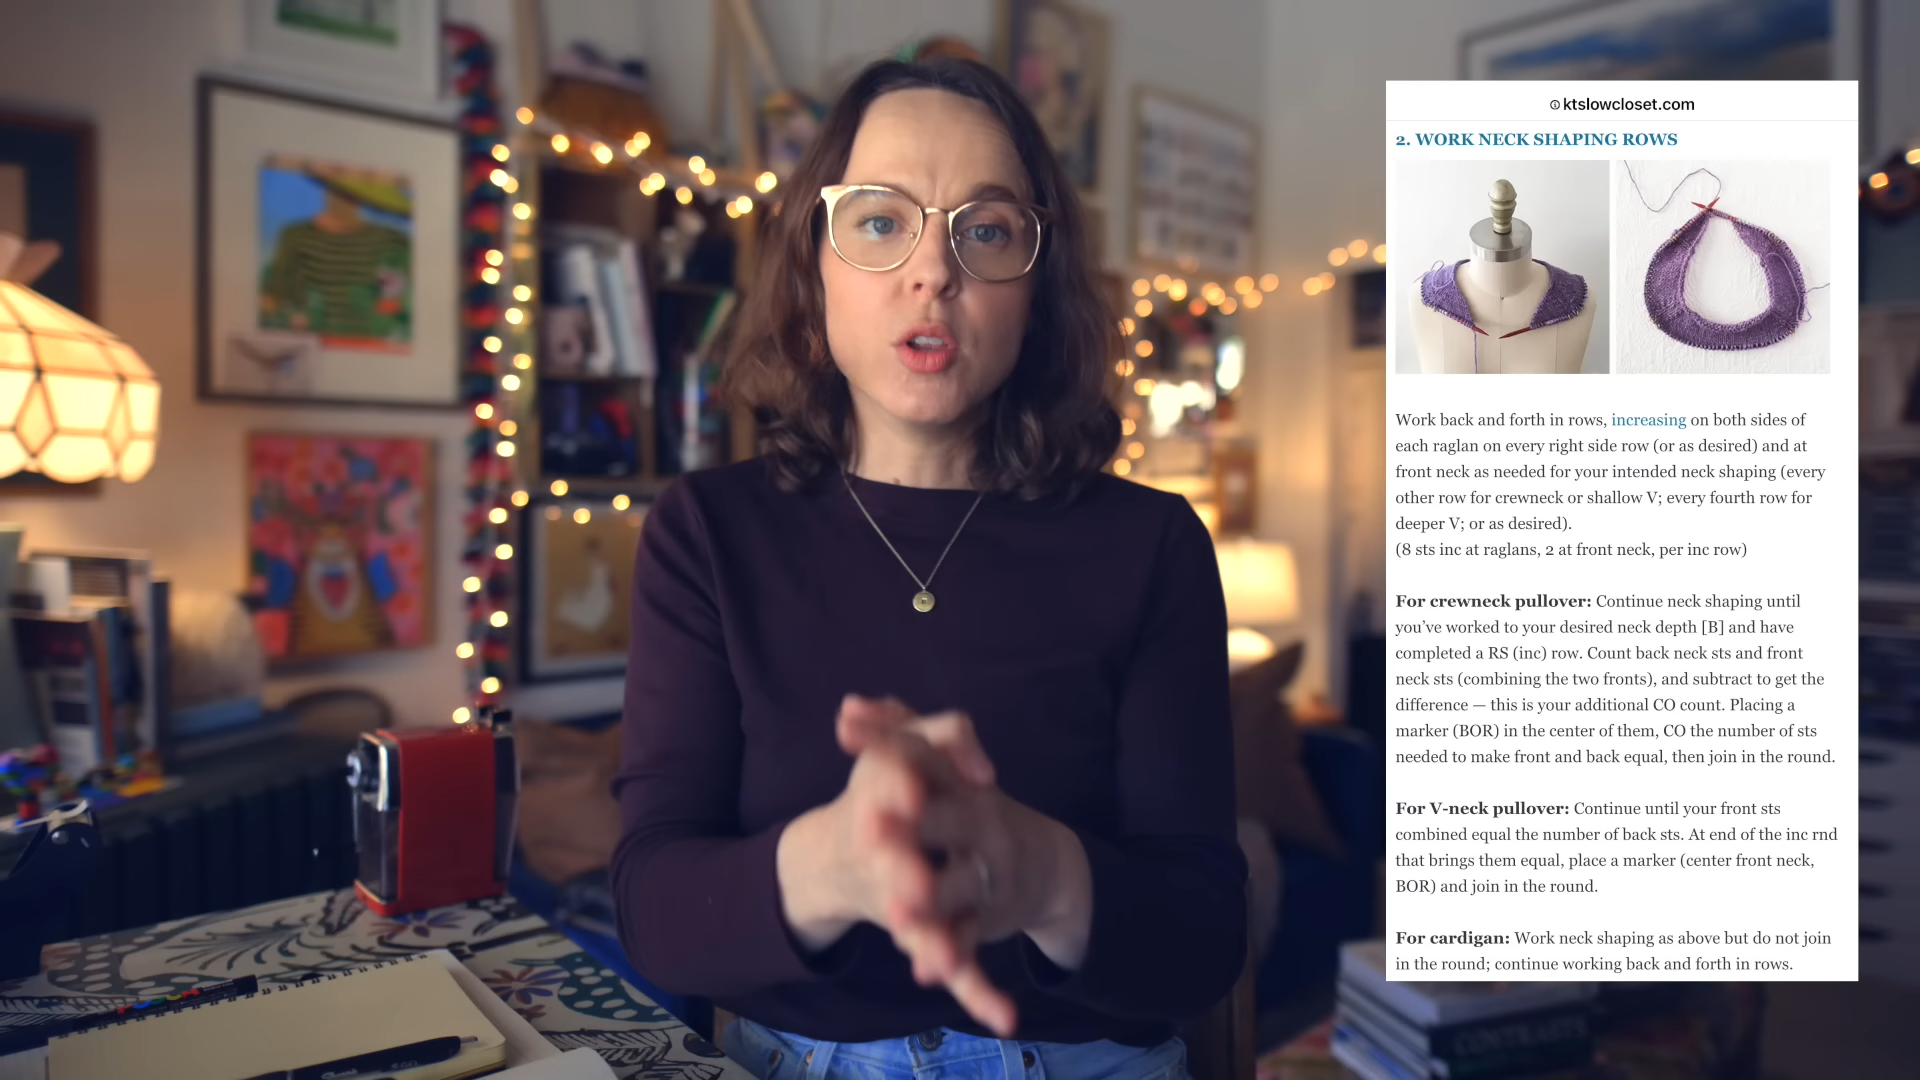 ktslowcloset.com
2. WORK NECK SHAPING ROWS
Work back and forth in rows, increasing on both sides of
each raglan on every right side row (or as desired) and at
front neck as needed for your intended neck shaping (every
other row for crewneck or shallow V; every fourth row for
deeper V; or as desired).
(8 sts inc at raglans, 2 at front neck, per inc row)
For crewneck pullover: Continue neck shaping until
you’ve worked to your desired neck depth [B] and have
completed a RS (inc) row. Count back neck sts and front
neck sts (combining the two fronts), and subtract to get the
difference — this is your additional CO count. Placing a
marker (BOR) in the center of them, CO the number of sts
needed to make front and back equal, then join in the round.
For V-neck pullover: Continue until your front sts
combined equal the number of back sts. At end of the inc rnd
that brings them equal, place a marker (center front neck,
BOR) and join in the round.
For cardigan: Work neck shaping as above but do not join
in the round; continue working back and forth in rows.
CONTRASTS